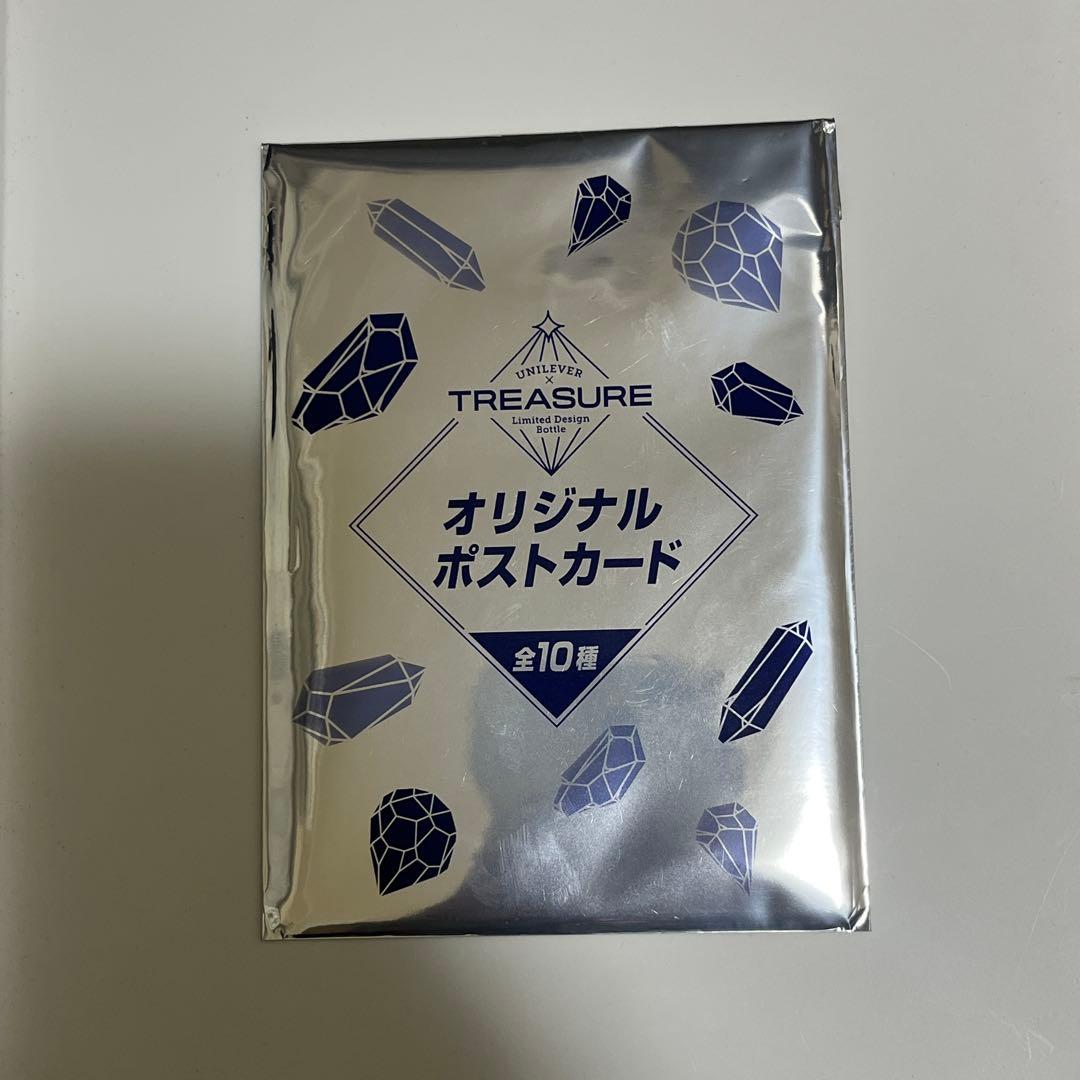 UNILEVER
×
TREASURE
Limited Design
Bottle
オリジナル
ポストカード
全10種